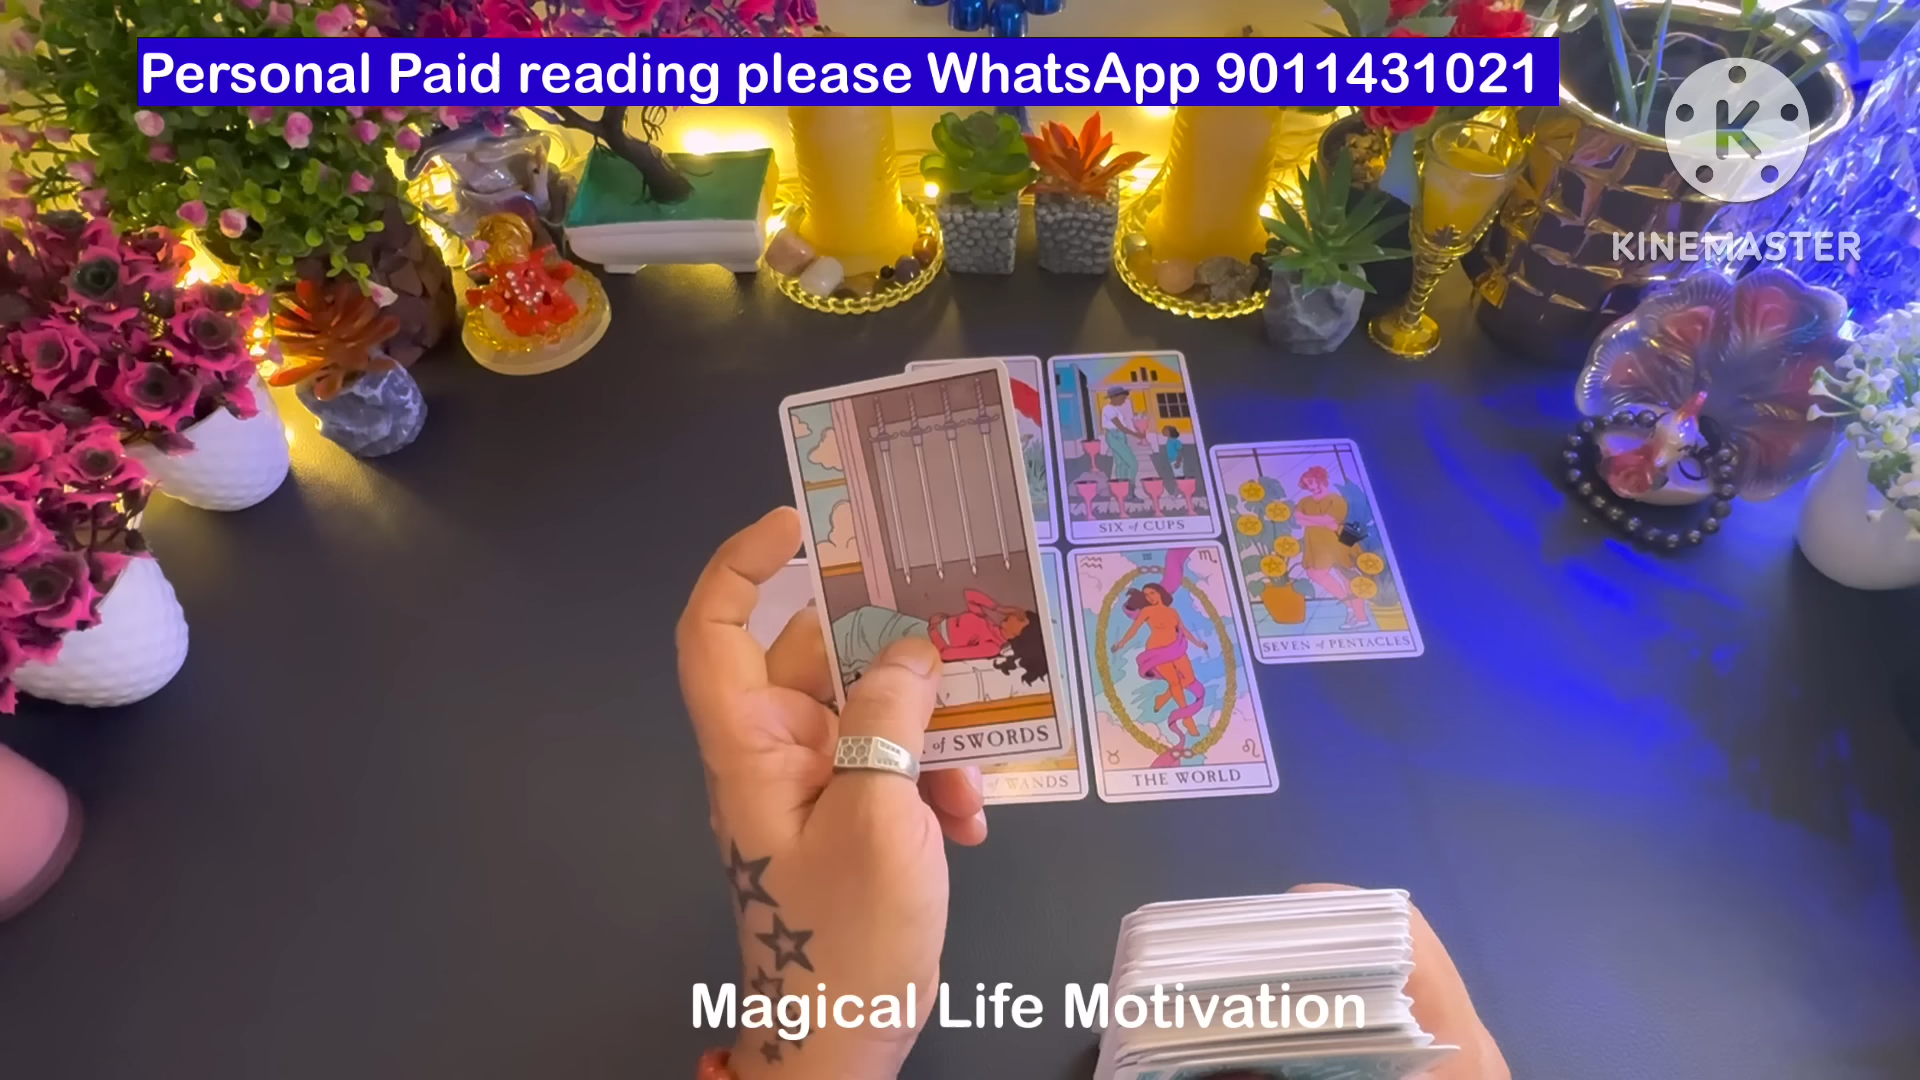 Personal Paid reading please WhatsApp 9011431021
K
KINEMASTER
SIX of CUPS
SEVEN of PENTACLES
of SWORDS
of WANDS
THE WORLD
Magical Life Motivation